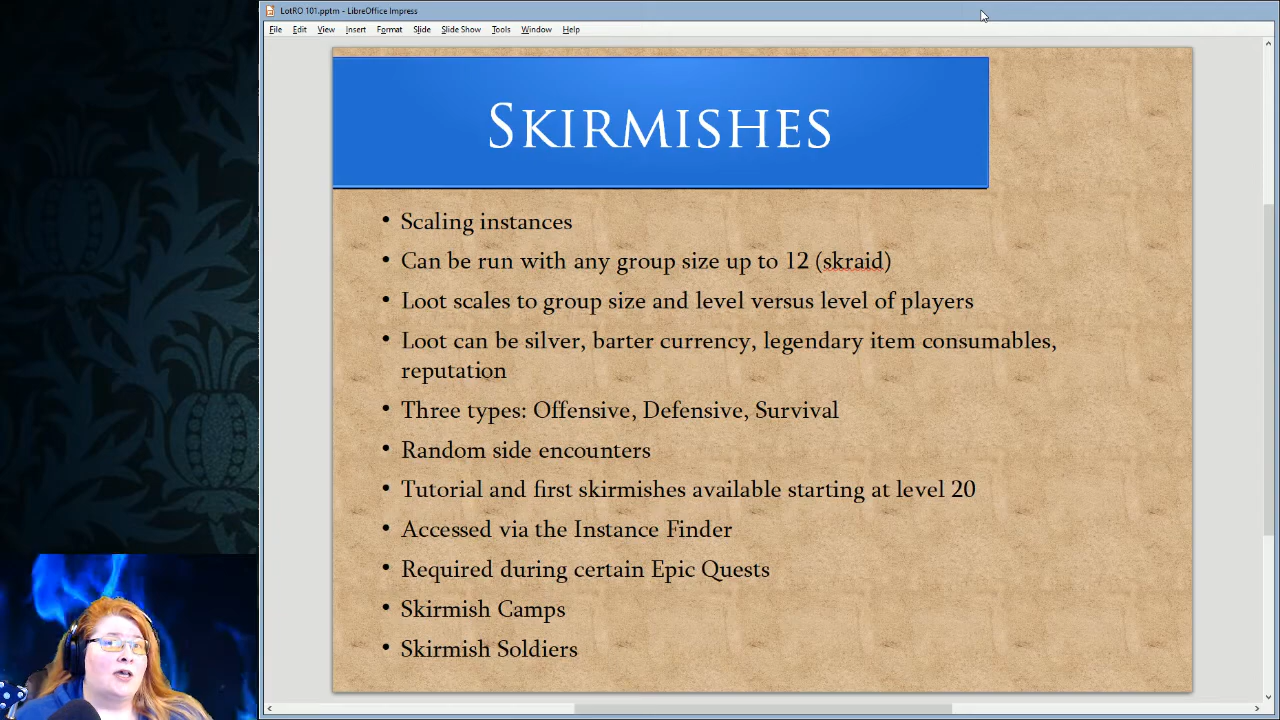 LotRO 101.pptm - LibreOffice Impress
File Edit View Insert Format Slide Slide Show Tools Window Help
SKIRMISHES
• Scaling instances
• Can be run with any group size up to 12 (skraid)
• Loot scales to group size and level versus level of players
• Loot can be silver, barter currency, legendary item consumables,
reputation
• Three types: Offensive, Defensive, Survival
• Random side encounters
• Tutorial and first skirmishes available starting at level 20
• Accessed via the Instance Finder
• Required during certain Epic Quests
• Skirmish Camps
• Skirmish Soldiers